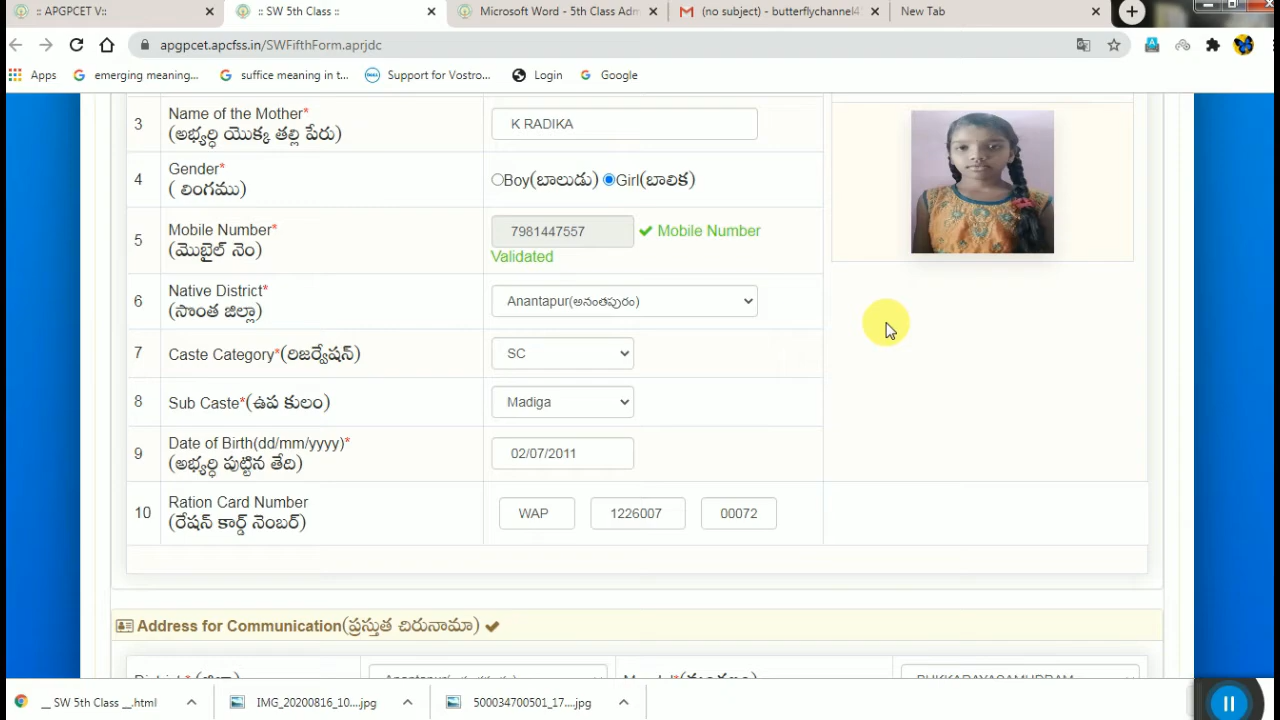 :: APGPCET V::
:: SW 5th Class ::
5th Class Adm
(no subject) - butterflychanel4
New Tab
apgpcet.apcfss.in/SWFifthForm.aprjdc
Apps
emerging meaning...
suffice meaning in t...
Support for Vostro...
Login
Google
3
Name of the Mother*
(అభ్యర్ధి యొక్క తల్లి పేరు)
K RADIKA
4
Gender*
( లింగము)
Boy(బాలుడు) Girl(బాలిక)
5
Mobile Number*
(మొబైల్ నెం)
7981447557
Mobile Number
Validated
6
Native District*
(సొంత జిల్లా)
Anantapur(అనంతపురం)
7
Caste Category*(రిజర్వేషన్)
SC
8
Sub Caste*(ఉప కులం)
Madiga
9
Date of Birth(dd/mm/yyyy)*
(అభ్యర్ధి పుట్టిన తేది)
02/07/2011
10
Ration Card Number
(రేషన్ కార్డ్ నెంబర్)
WAP
1226007
00072
Address for Communication(ప్రస్తుత చిరునామా)
SW 5th Class __.html
IMG_20200816_10....jpg
500034701501_17....jpg